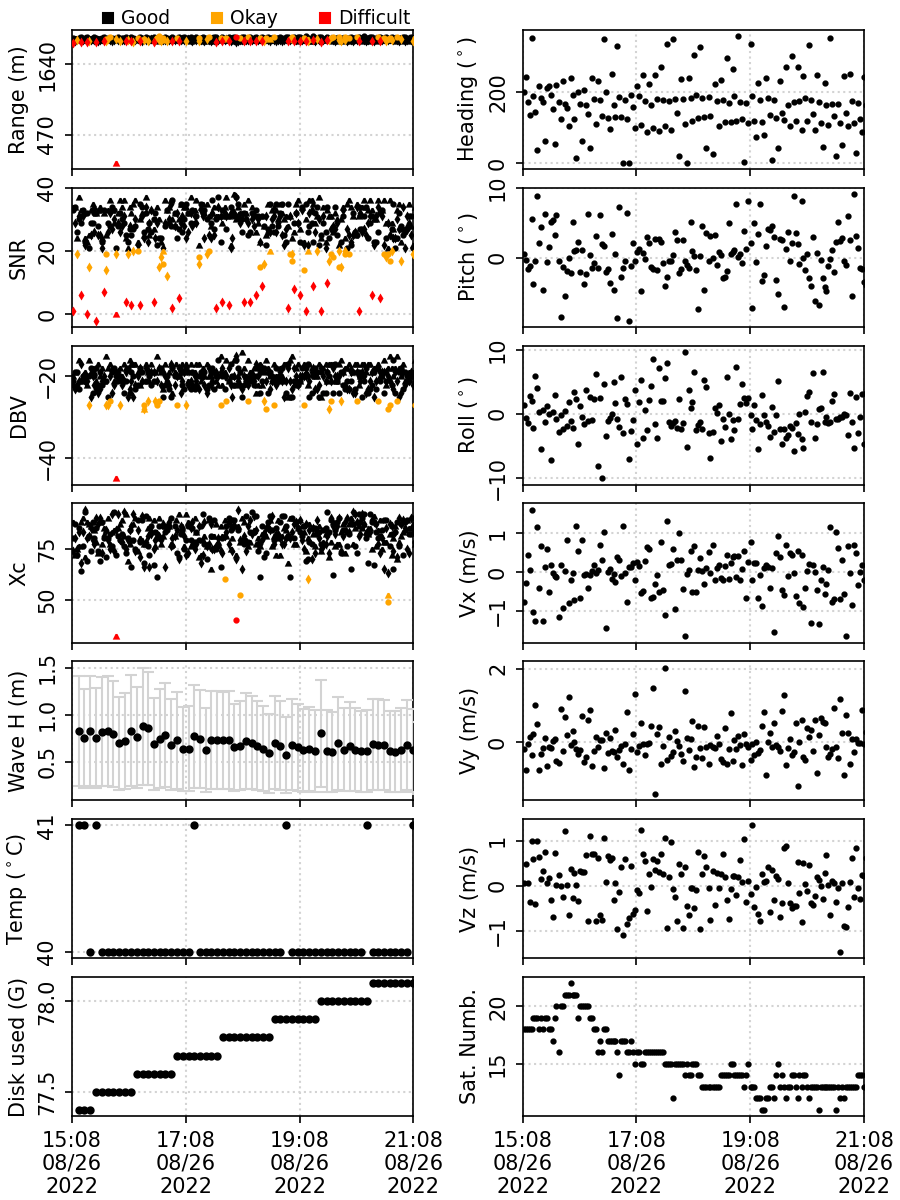 Good Okay Difficult
Range (m)
1640
470
Heading (°)
200
0
SNR
40
20
0
Pitch (°)
10
0
DBV
−20
−40
Roll (°)
10
0
−10
Xc
75
50
Vx (m/s)
1
0
−1
Wave H (m)
1.5
1.0
0.5
Vy (m/s)
2
0
Temp (°C)
41
40
Vz (m/s)
1
0
−1
Disk used (G)
78.0
77.5
Sat. Numb.
20
15
15:08 17:08 19:08 21:08 15:08 17:08 19:08 21:08
08/26 08/26 08/26 08/26 08/26 08/26 08/26 08/26
2022 2022 2022 2022 2022 2022 2022 2022